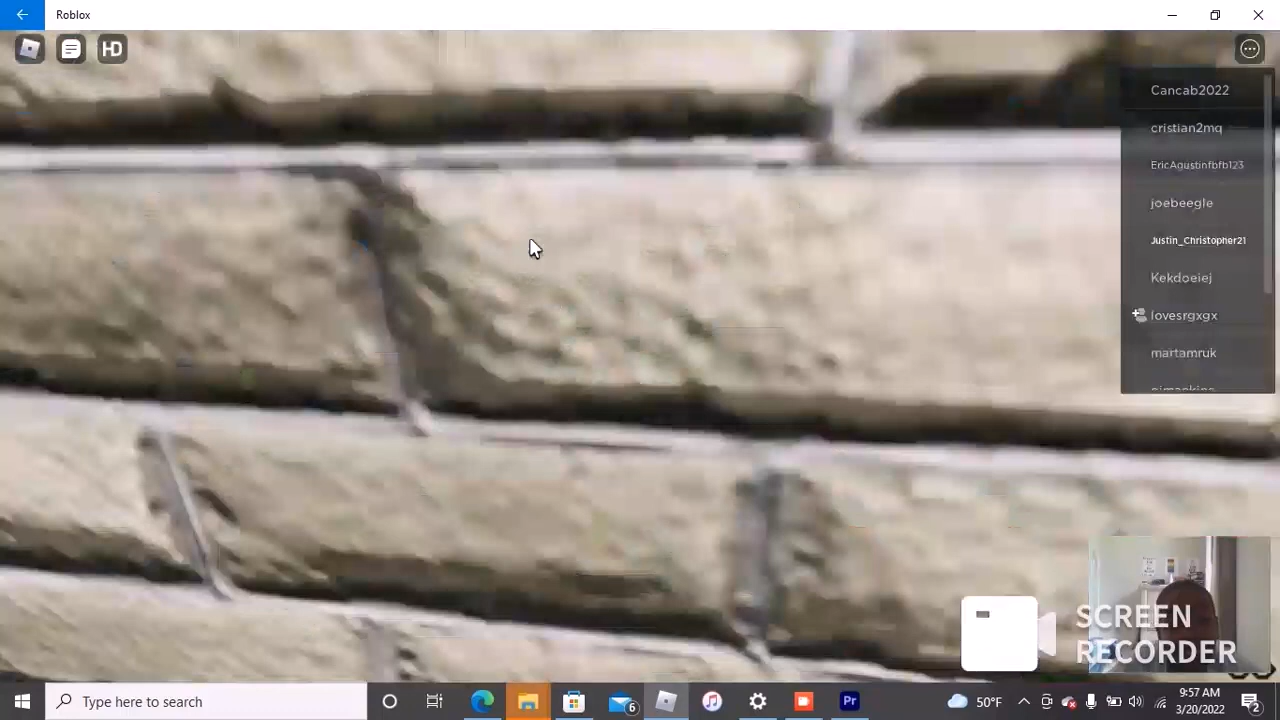 Roblox
HD
Cancab2022
cristian2mq
EricAgustinfbfb123
joebeegle
Justin_Christopher21
Kekdoeiej
lovesrgxgx
martamruk
SCREEN
RECORDER
Type here to search
6
Pr
50°F
9:57 AM
3/20/2022
2